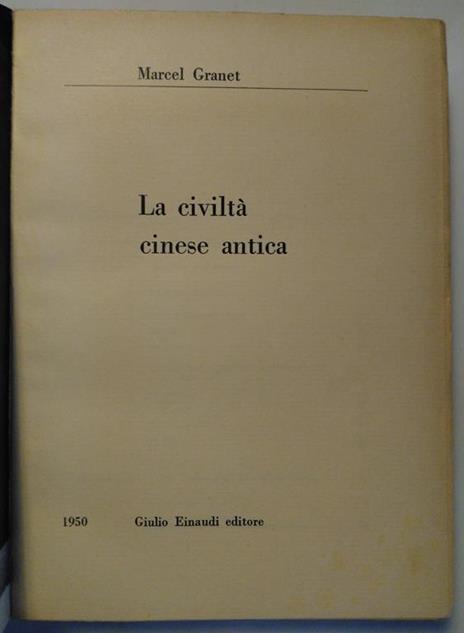 Marcel Granet
La civiltà
cinese antica
1950 Giulio Einaudi editore